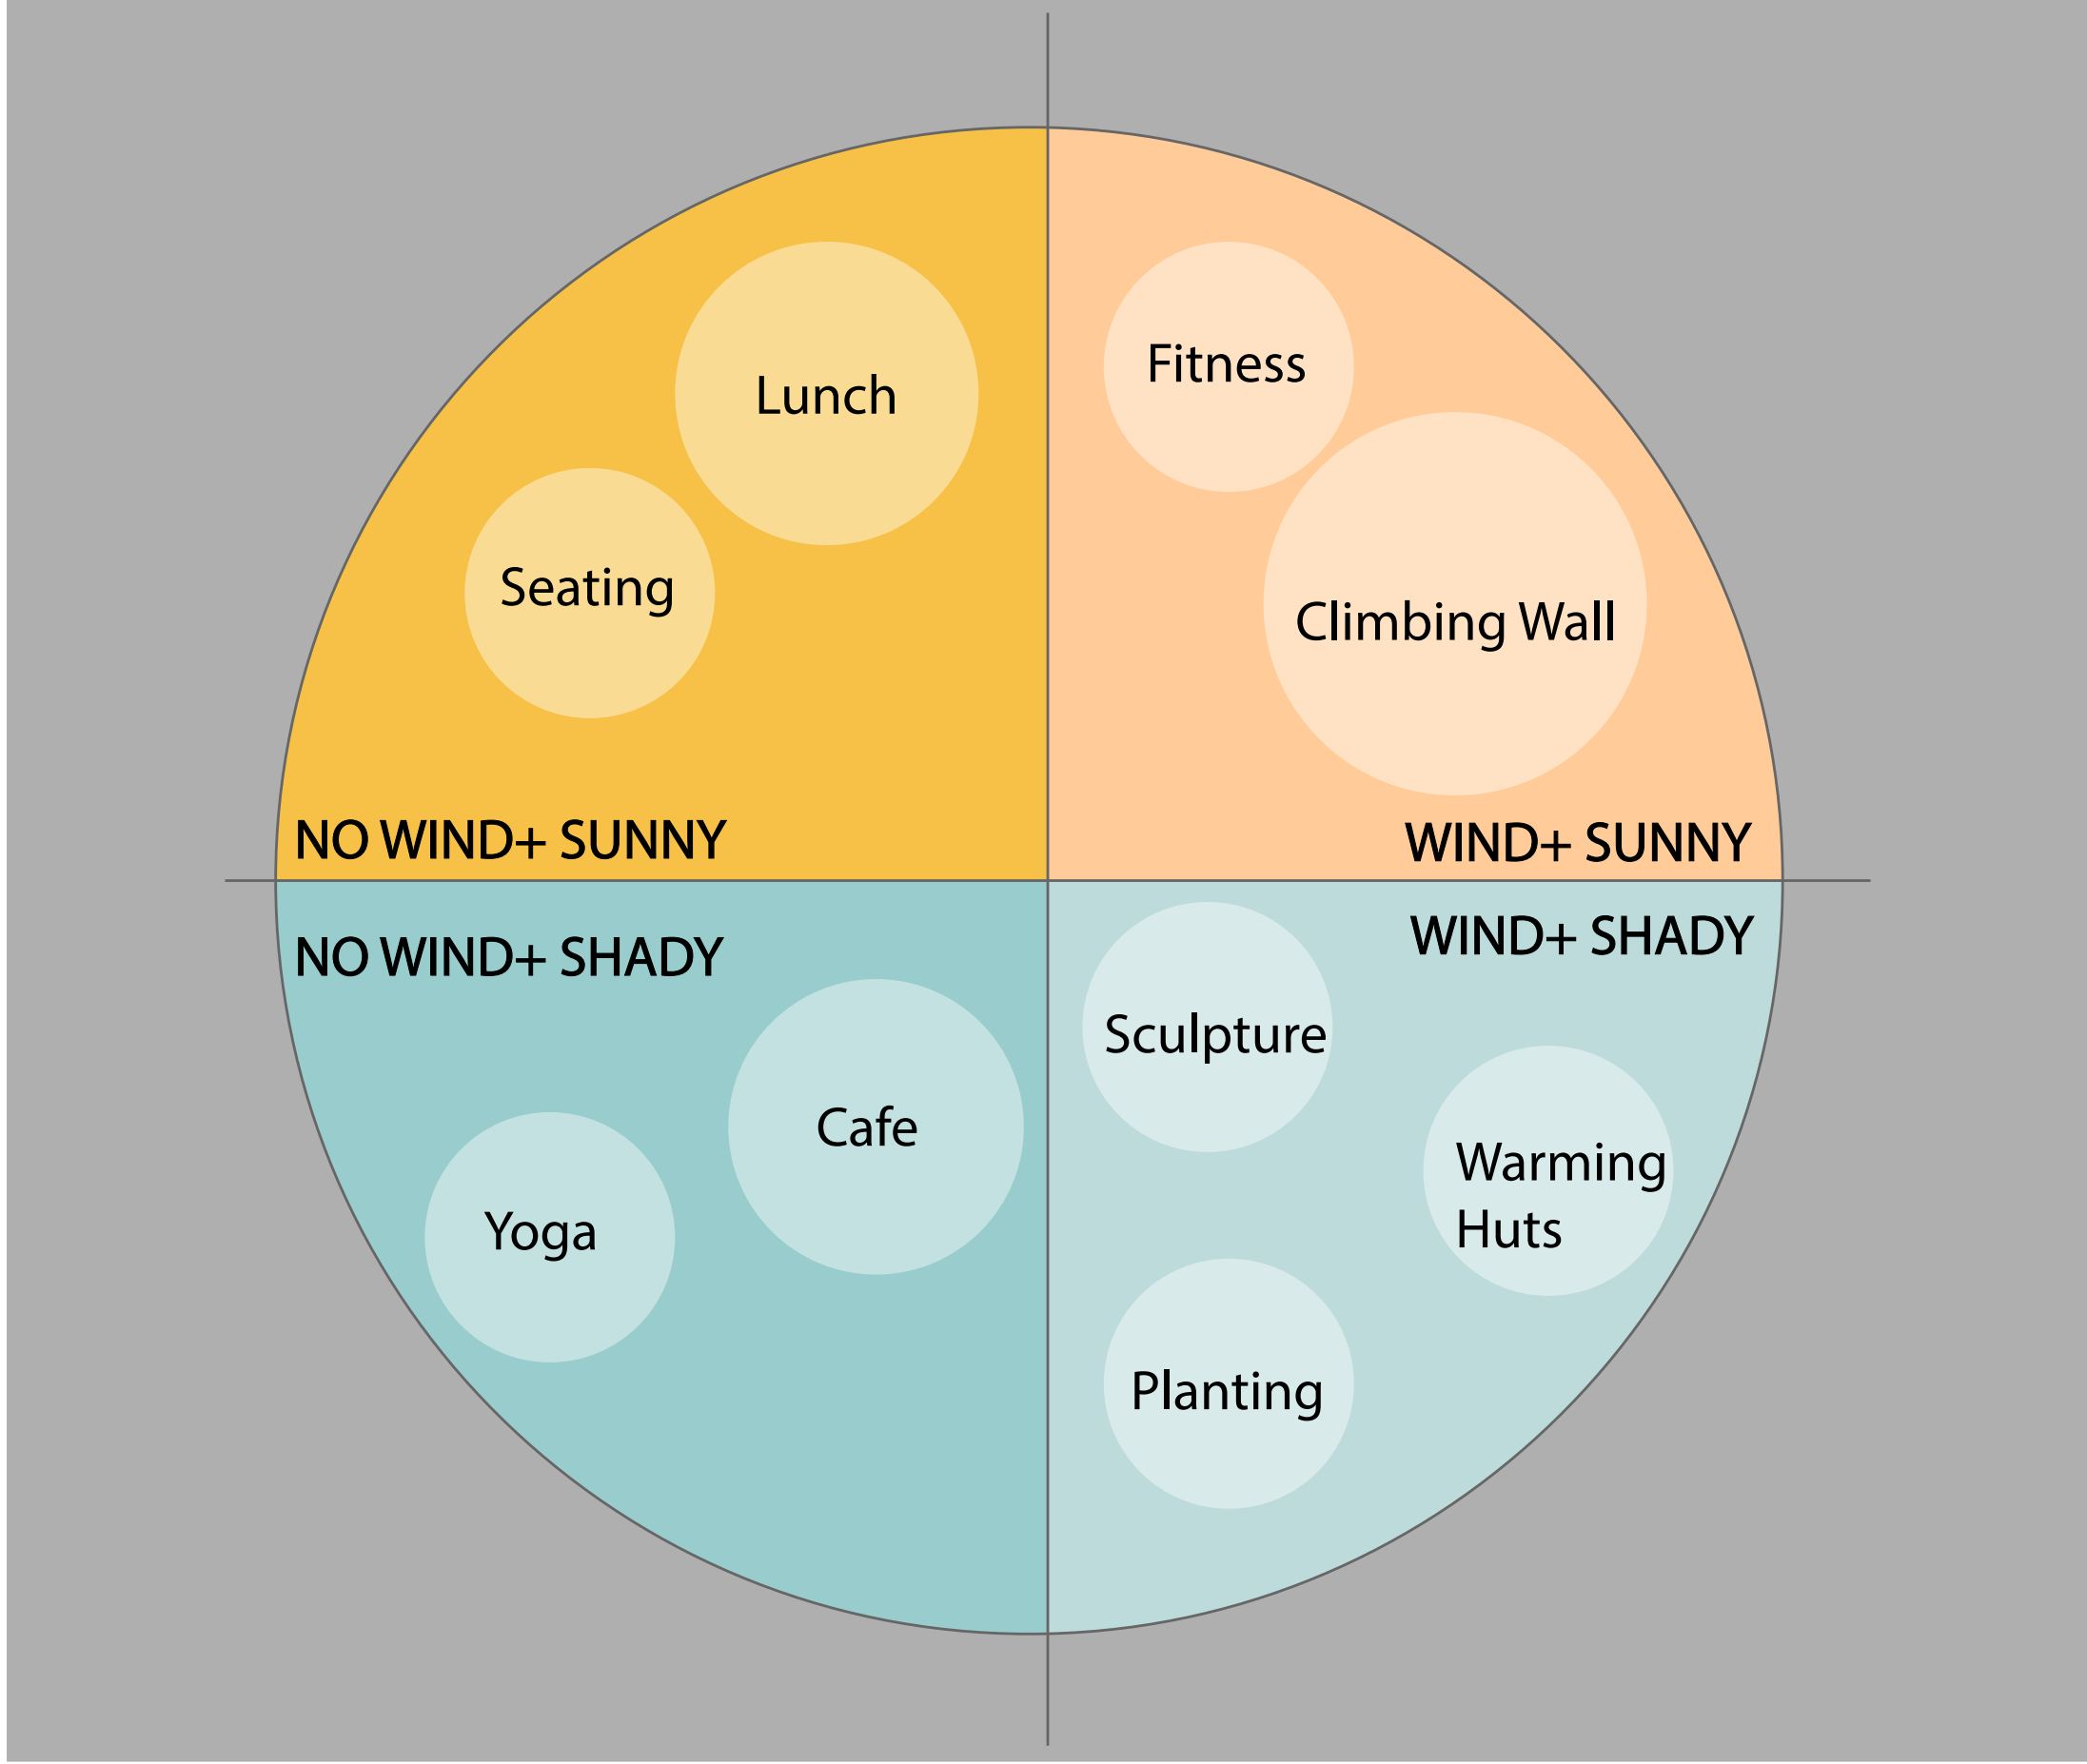 Lunch
Fitness
Seating
Climbing Wall
NO WIND+ SUNNY
WIND+ SUNNY
NO WIND+ SHADY
WIND+ SHADY
Sculpture
Cafe
Warming
Huts
Yoga
Planting